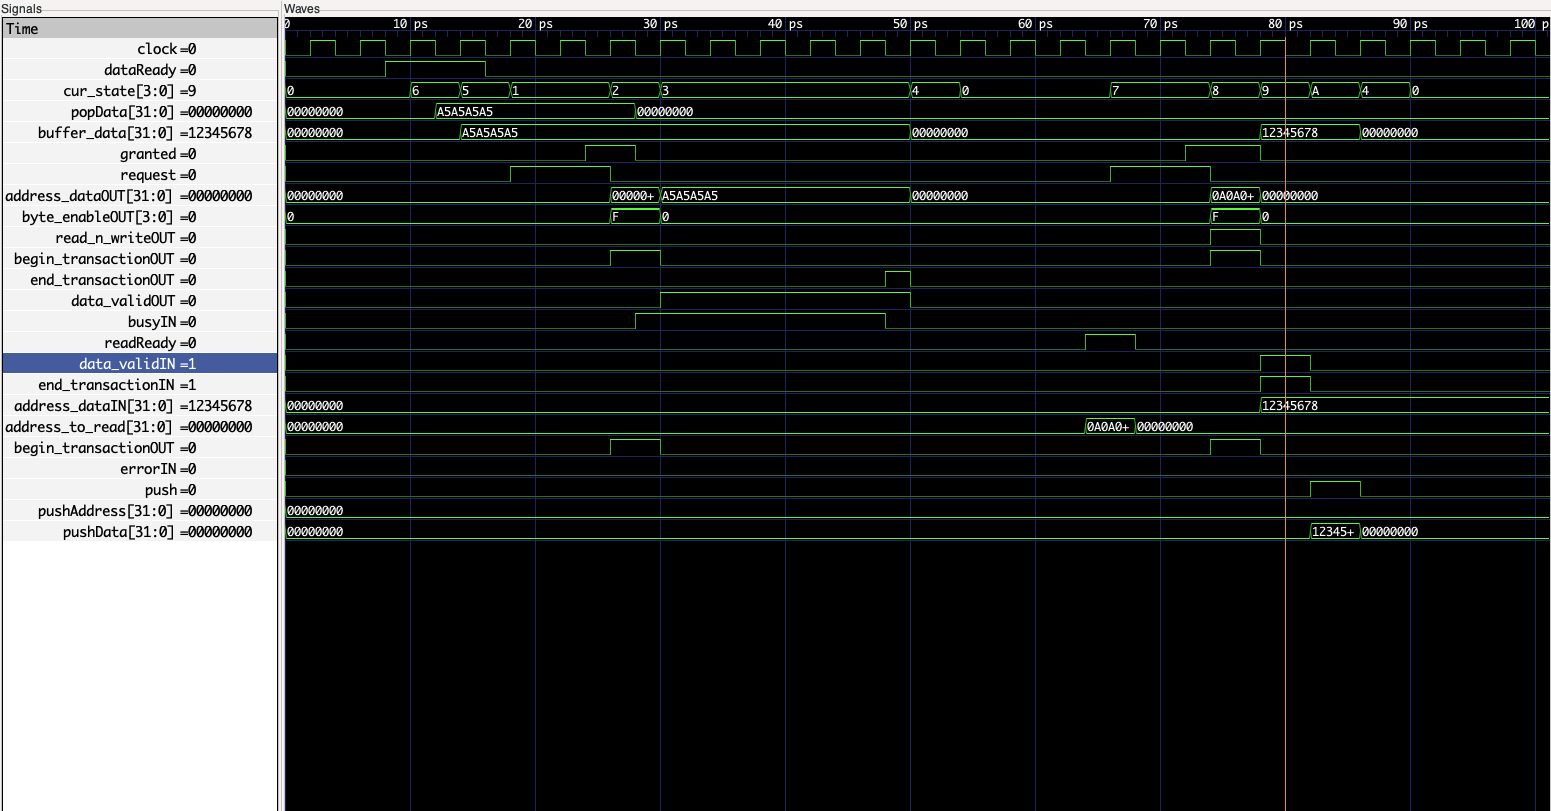 Signals Waves
Time 0 10 ps 20 ps 30 ps 40 ps 50 ps 60 ps 70 ps 80 ps 90 ps 100 p
clock=0
dataReady=0
cur_state[3:0]=9 0 6 5 1 2 3 4 0 7 8 9 A 4 0
popData[31:0]=00000000 00000000 A5A5A5A5 00000000
buffer_data[31:0]=12345678 00000000 A5A5A5A5 00000000 12345678 00000000
granted=0
request=0
address_dataOUT[31:0]=00000000 00000000 00000+ A5A5A5A5 00000000 0A0A0+ 00000000
byte_enableOUT[3:0]=0 0 F 0 F 0
read_n_writeOUT=0
begin_transactionOUT=0
end_transactionOUT=0
data_validOUT=0
busyIN=0
readReady=0
data_validIN=1
end_transactionIN=1
address_dataIN[31:0]=12345678 00000000 12345678
address_to_read[31:0]=00000000 00000000 0A0A0+ 00000000
begin_transactionOUT=0
errorIN=0
push=0
pushAddress[31:0]=00000000 00000000
pushData[31:0]=00000000 00000000 12345+ 00000000